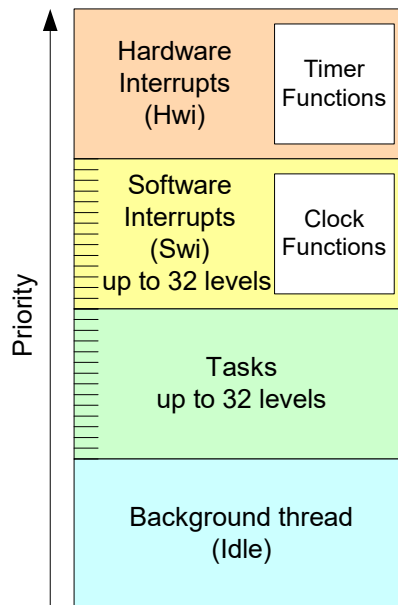 Priority
Hardware
Interrupts
(Hwi)
Timer
Functions
Software
Interrupts
(Swi)
up to 32 levels
Clock
Functions
Tasks
up to 32 levels
Background thread
(Idle)